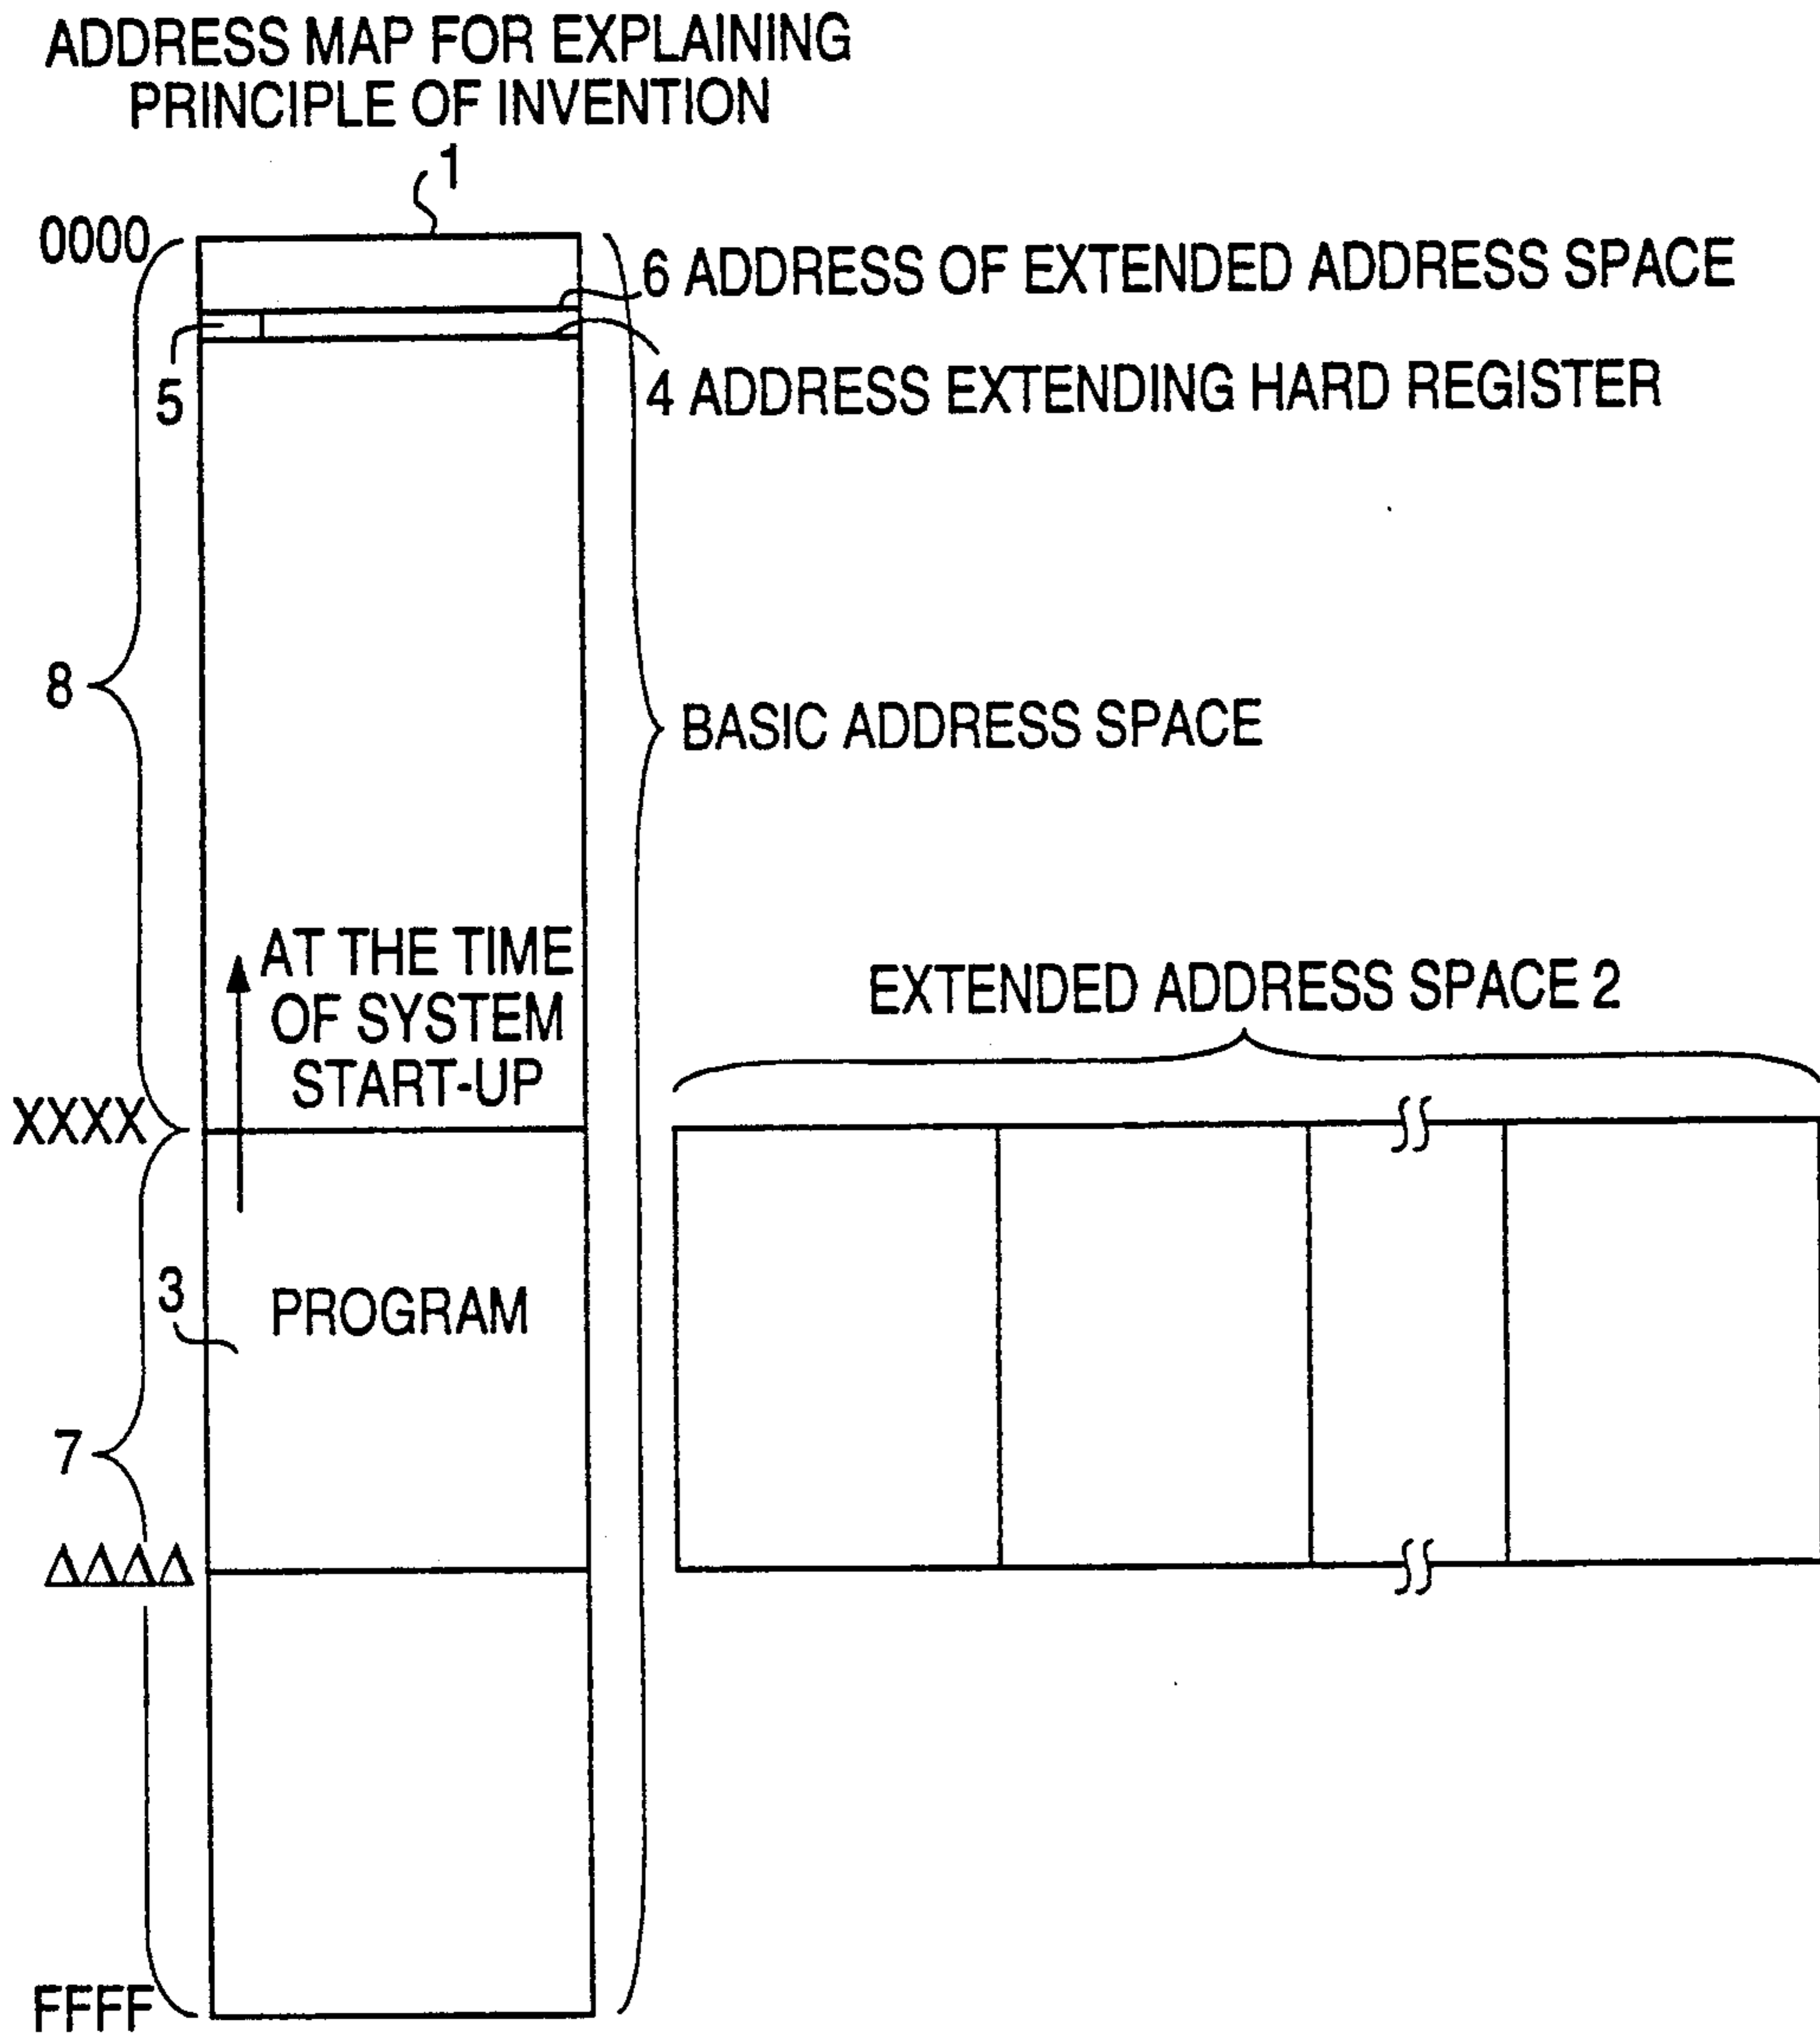 ADDRESS MAP FOR EXPLAINING
PRINCIPLE OF INVENTION
1
0000
6 ADDRESS OF EXTENDED ADDRESS SPACE
5
4 ADDRESS EXTENDING HARD REGISTER
8
BASIC ADDRESS SPACE
AT THE TIME
OF SYSTEM
START-UP
EXTENDED ADDRESS SPACE 2
XXXX
3
PROGRAM
7
ΔΔΔΔ
FFFF